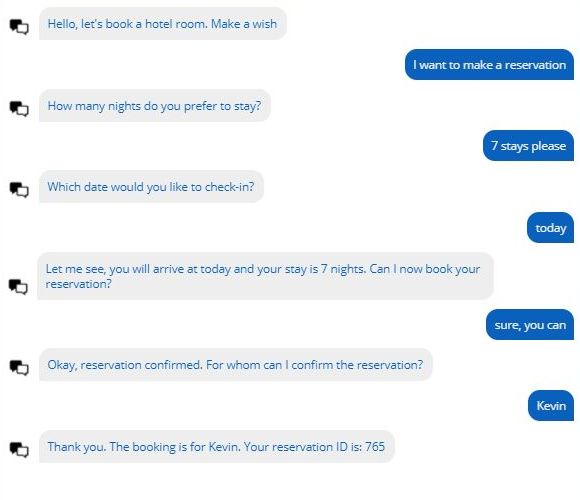 Hello, let's book a hotel room. Make a wish
I want to make a reservation
How many nights do you prefer to stay?
7 stays please
Which date would you like to check-in?
today
Let me see, you will arrive at today and your stay is 7 nights. Can I now book your
reservation?
sure, you can
Okay, reservation confirmed. For whom can I confirm the reservation?
Kevin
Thank you. The booking is for Kevin. Your reservation ID is: 765